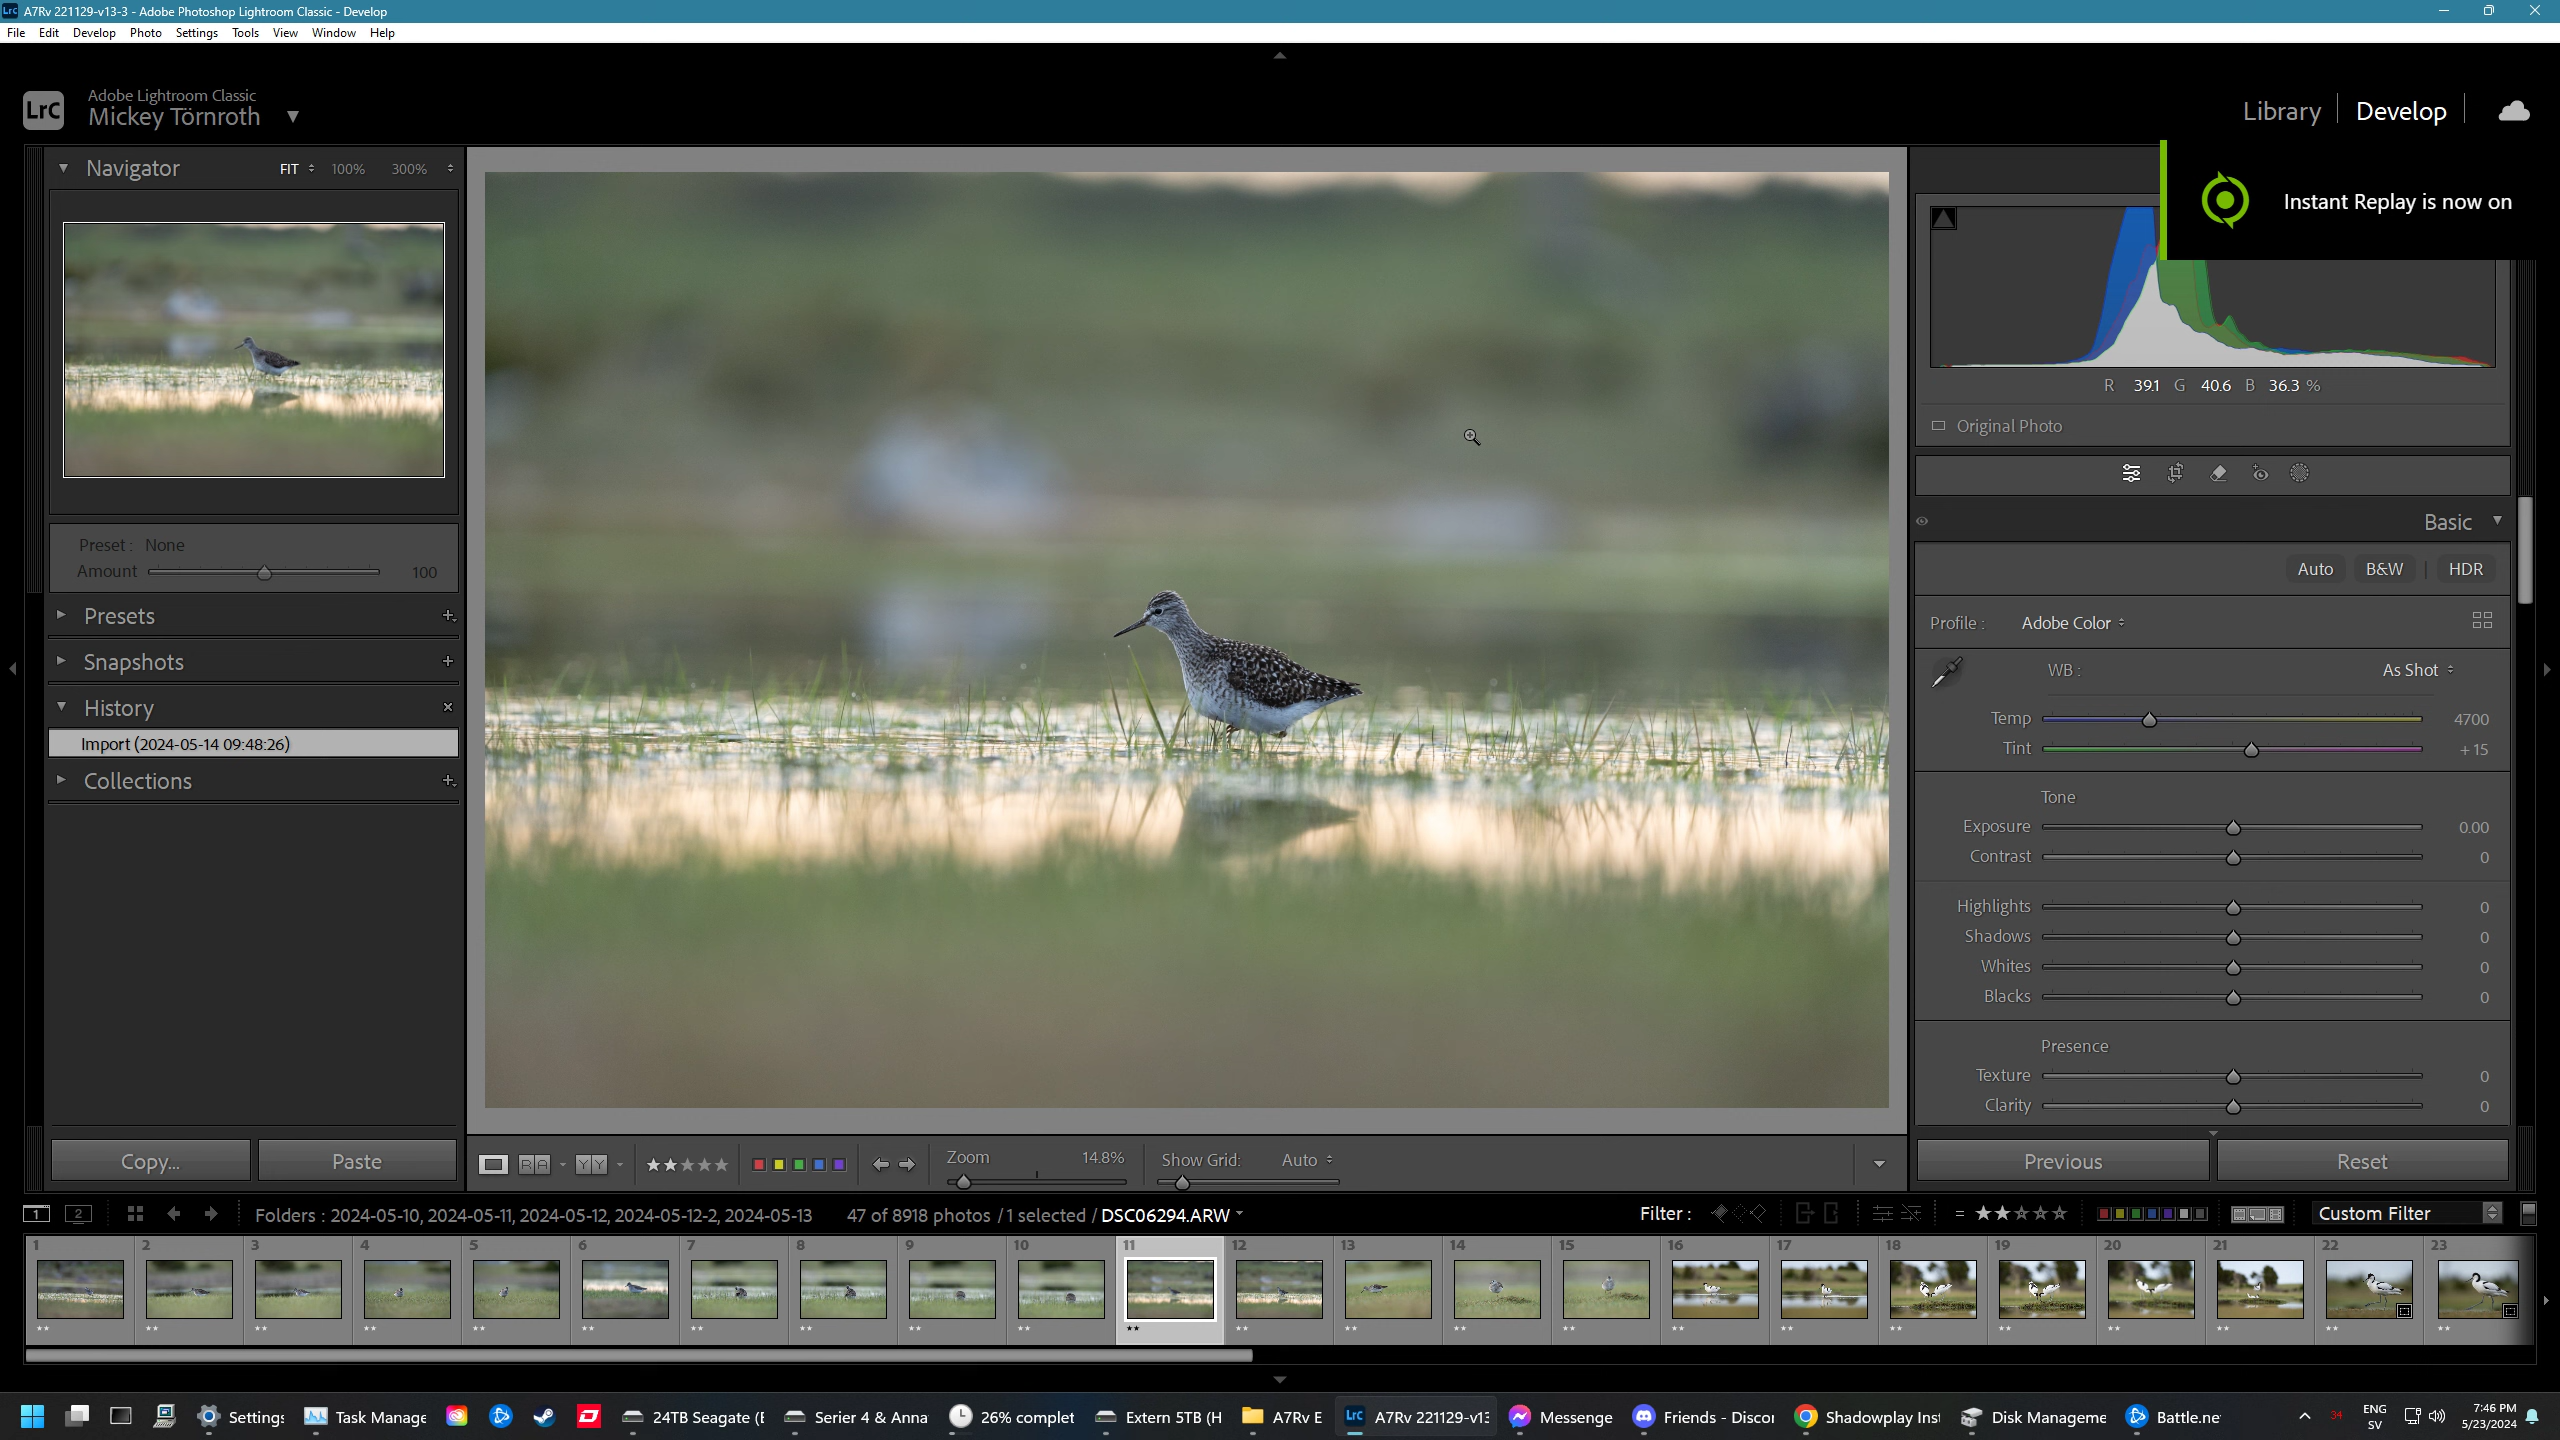 Lrc A7Rv 221129-v13-3 - Adobe Photoshop Lightroom Classic - Develop
File Edit Develop Photo Settings Tools View Window Help
LrC
Adobe Lightroom Classic
Mickey Törnroth
Library Develop
Instant Replay is now on
Navigator FIT 100% 300%
R 39.1 G 40.6 B 36.3 %
Original Photo
Basic
Preset: None
Amount 100
Auto B&W HDR
Presets
Profile : Adobe Color
Snapshots
WB : As Shot
History
Temp 4700
Import (2024-05-14 09:48:26)
Tint +15
Collections
Tone
Exposure 0.00
Contrast 0
Highlights 0
Shadows 0
Whites 0
Blacks 0
Presence
Texture 0
Clarity 0
Copy... Paste
R A Y Y
Zoom 14.8%
Show Grid: Auto
Previous Reset
1 2
Folders : 2024-05-10, 2024-05-11, 2024-05-12, 2024-05-12-2, 2024-05-13
47 of 8918 photos / 1 selected / DSC06294.ARW
Filter : = Custom Filter
1 2 3 4 5 6 7 8 9 10 11 12 13 14 15 16 17 18 19 20 21 22 23
Settings Task Manage 24TB Seagate (E Serier 4 & Anna 26% complet Extern 5TB (H A7Rv E Lrc A7Rv 221129-v13 Messenge Friends - Discor Shadowplay Inst Disk Manageme Battle.ne
34 ENG SV
7:46 PM
5/23/2024